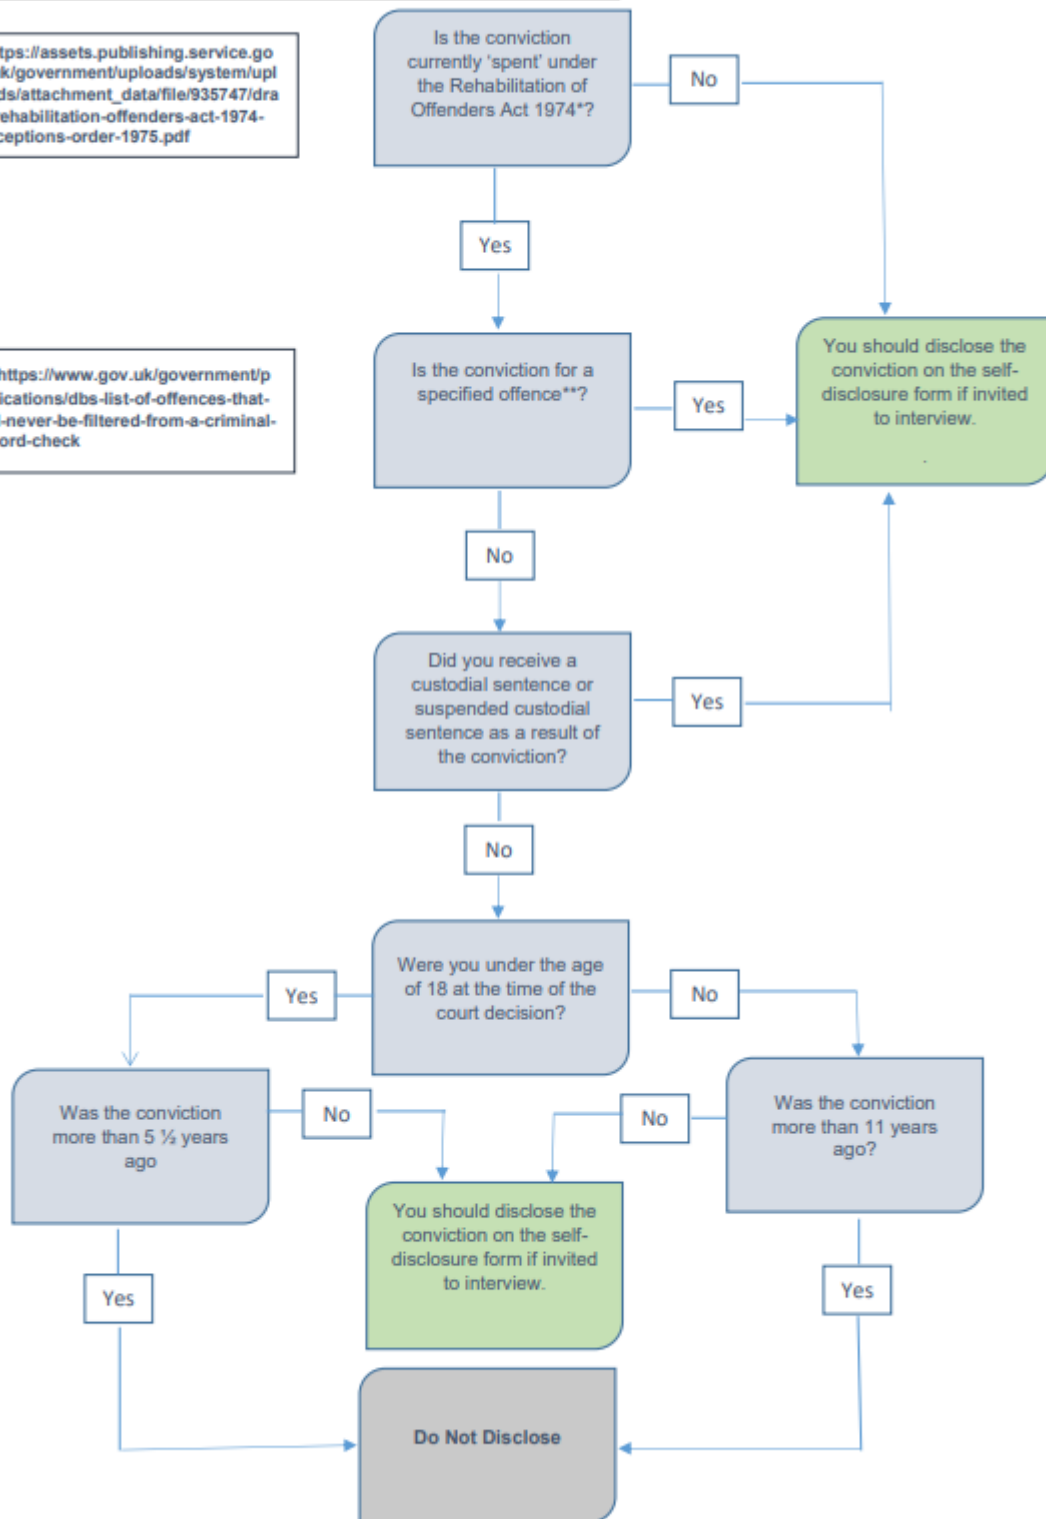 Is the conviction
currently 'spent' under
the Rehabilitation of
Offenders Act 1974*?
No
tps://assets.publishing.service.go
k/government/uploads/system/upl
ds/attachment_data/file/935747/dra
rehabilitation-offenders-act-1974-
ceptions-order-1975.pdf
Yes
https://www.gov.uk/government/p
ications/dbs-list-of-offences-that-
l-never-be-filtered-from-a-criminal-
ord-check
Is the conviction for a
specified offence**?
Yes
You should disclose the
conviction on the self-
disclosure form if invited
to interview.
.
No
Did you receive a
custodial sentence or
suspended custodial
sentence as a result of
the conviction?
Yes
No
Were you under the age
of 18 at the time of the
court decision?
Yes
No
Was the conviction
more than 5 ½ years
ago
No
No
Was the conviction
more than 11 years
ago?
You should disclose the
conviction on the self-
disclosure form if invited
to interview.
Yes
Yes
Do Not Disclose